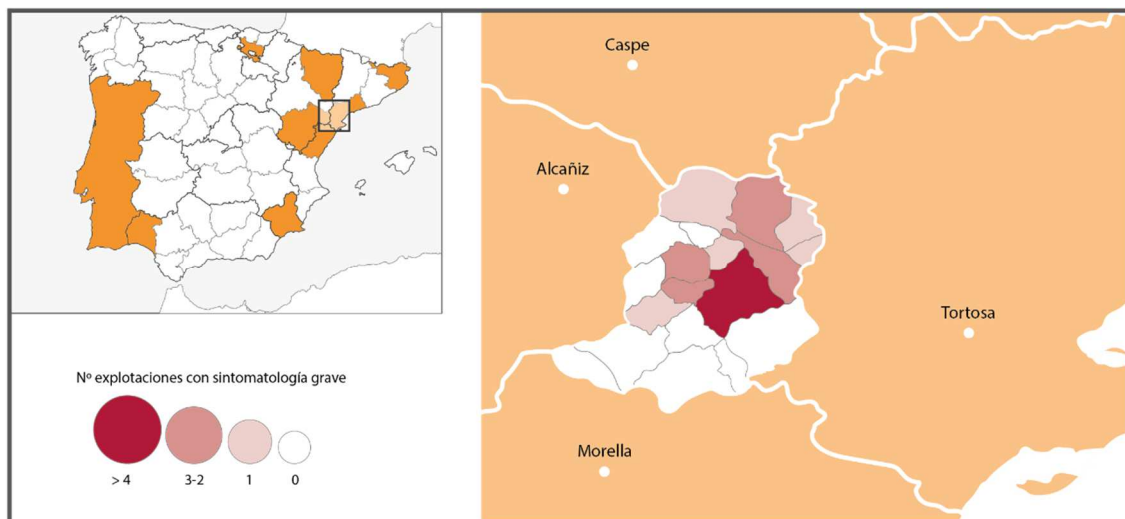 Caspe
Alcañiz
Tortosa
Morella
Nº explotaciones con sintomatología grave
> 4
3-2
1
0